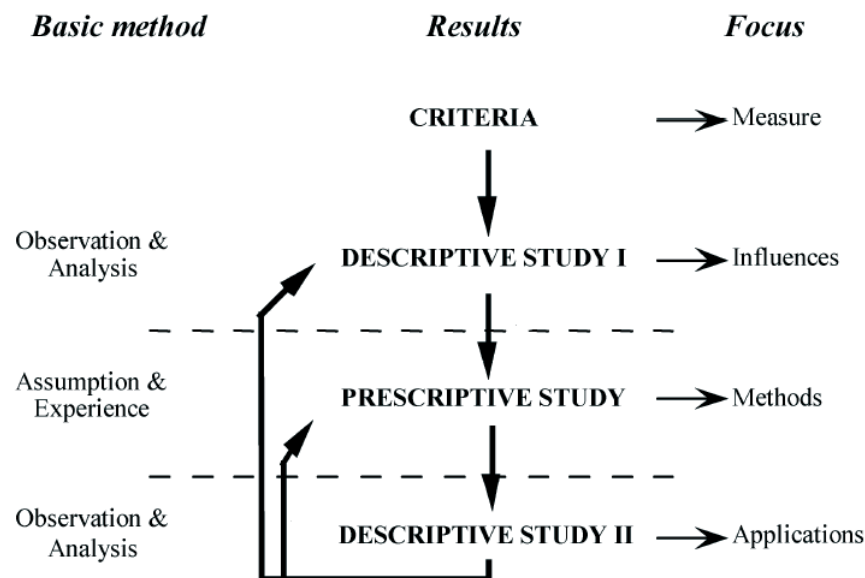 Basic method Results Focus
CRITERIA Measure
Observation &
Analysis DESCRIPTIVE STUDY I Influences
Assumption &
Experience PRESCRIPTIVE STUDY Methods
Observation &
Analysis DESCRIPTIVE STUDY II Applications